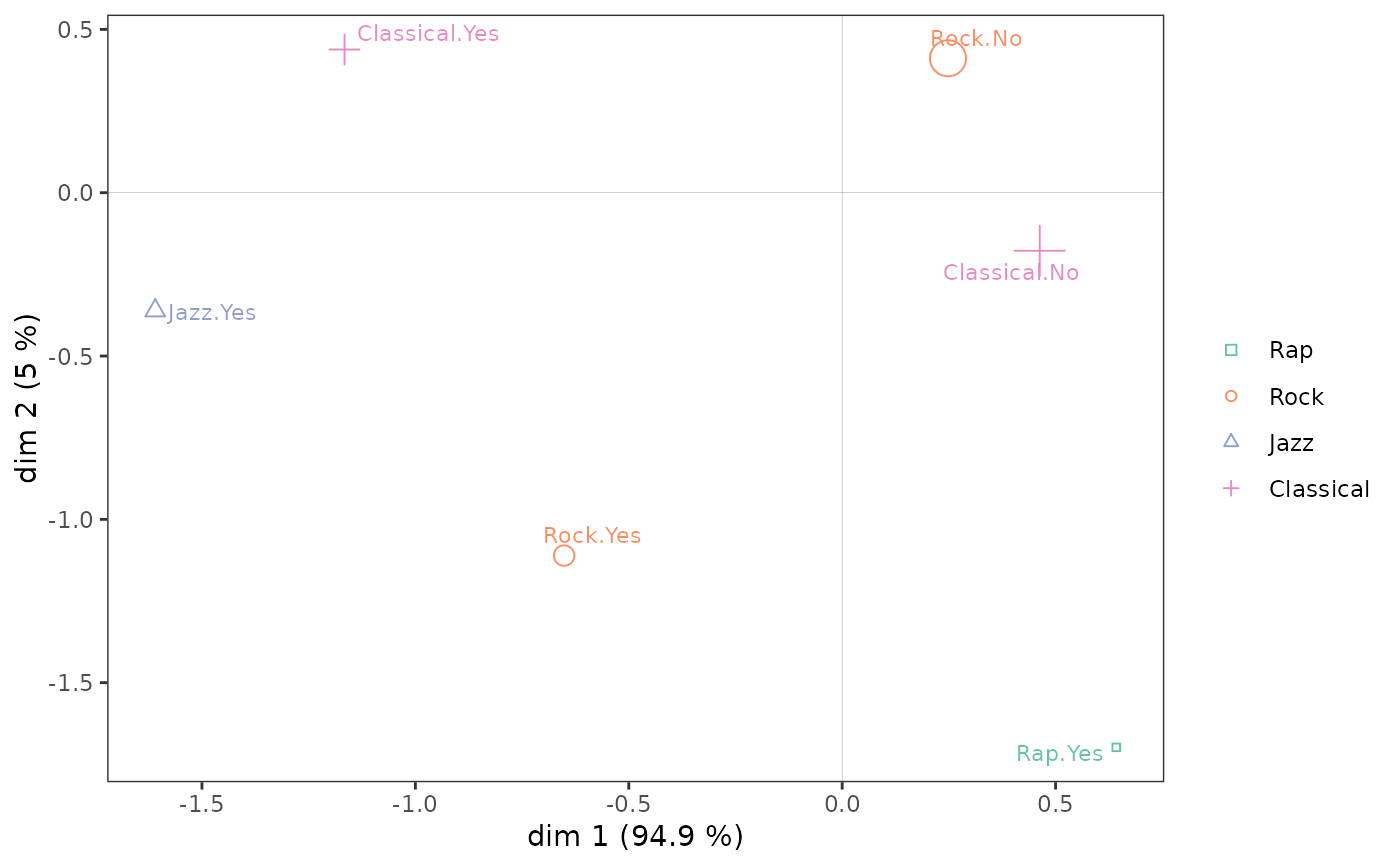 0.5
Classical.Yes
Rock.No
0.0
Classical.No
Jazz.Yes
-0.5
Rap
Rock
Jazz
Classical
-1.0
Rock.Yes
-1.5
Rap.Yes
-1.5
-1.0
-0.5
0.0
0.5
dim 1 (94.9 %)
dim 2 (5 %)